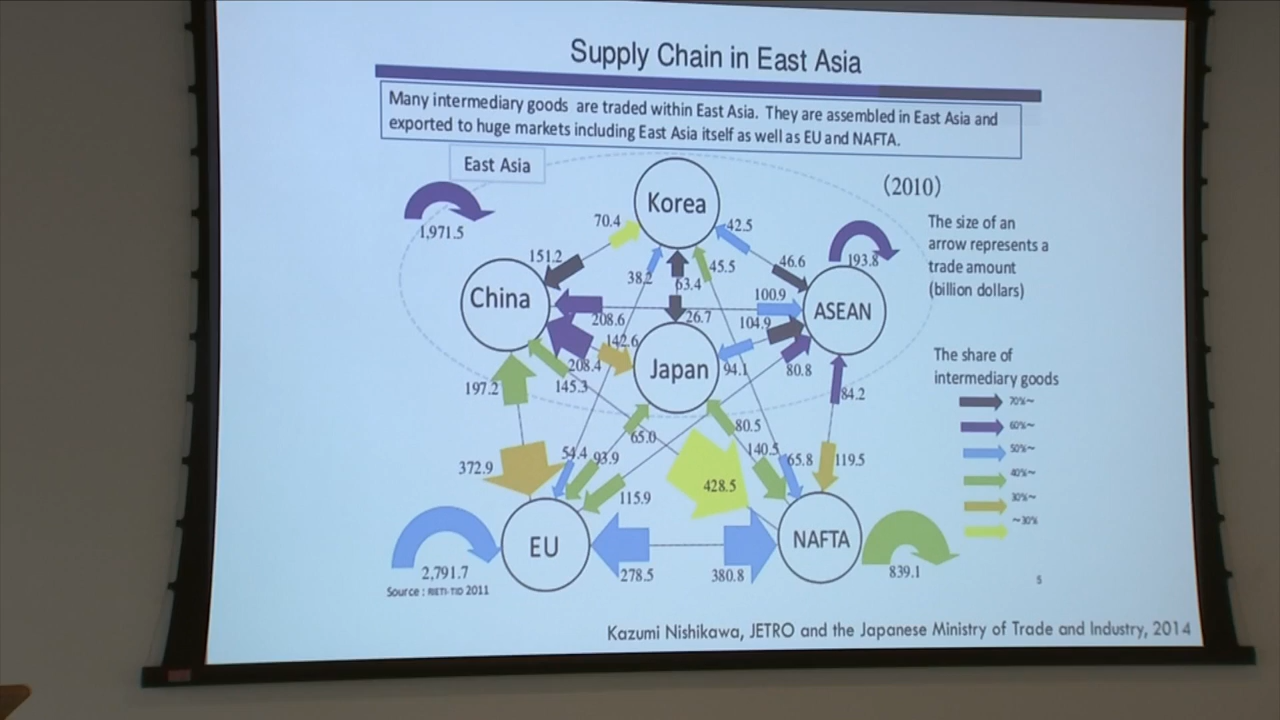 Supply Chain in East Asia
Many intermediary goods are traded within East Asia. They are assembled in East Asia and
exported to huge markets including East Asia itself as well as EU and NAFTA.
East Asia
(2010)
Korea
The size of an
arrow represents a
trade amount
(billion dollars)
70.4
42.5
1,971.5
151.2
38.2
63.4
45.5
46.6
193.8
China
ASEAN
208.6
26.7
100.9
104.9
142.6
Japan
208.4
94.1
80.8
The share of
intermediary goods
197.2
145.3
84.2
70%~
60%~
50%~
40%~
30%~
~30%
65.0
80.5
372.9
54.4
93.9
140.5
65.8
119.5
115.9
428.5
EU
NAFTA
2,791.7
278.5
380.8
839.1
Source : RIETI-TID 2011
5
Kazumi Nishikawa, JETRO and the Japanese Ministry of Trade and Industry, 2014